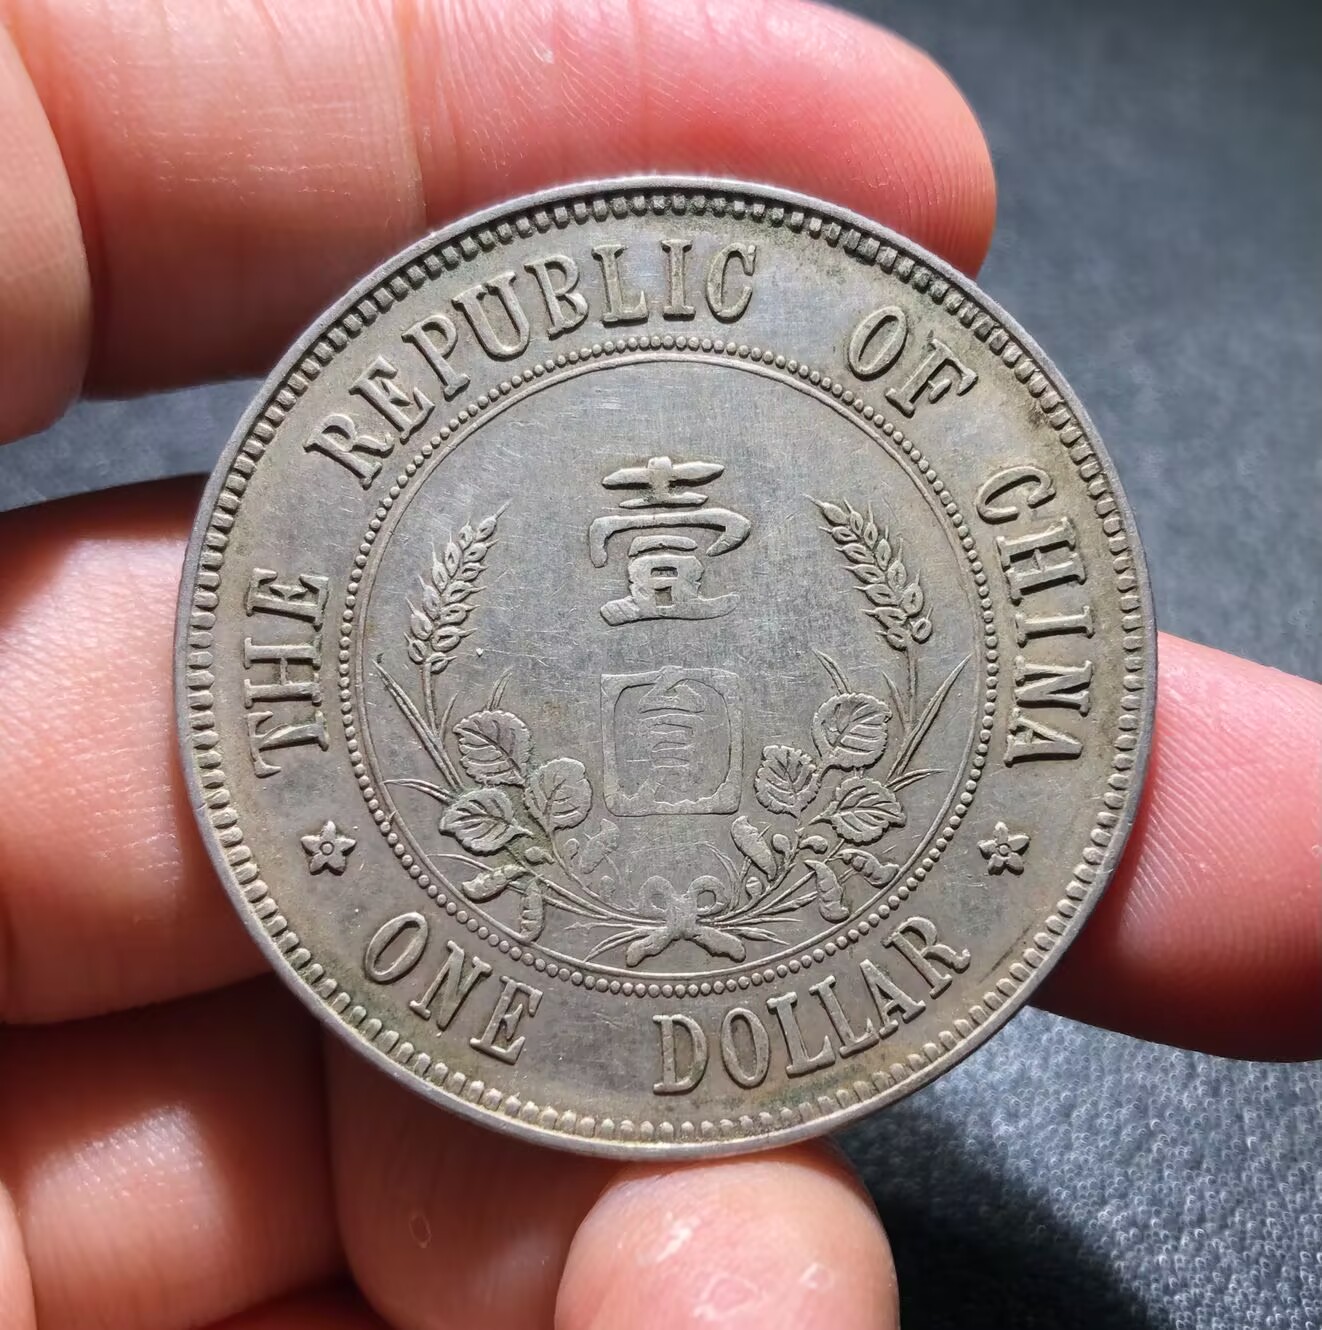 THE REPUBLIC OF CHINA
壹
圓
ONE DOLLAR